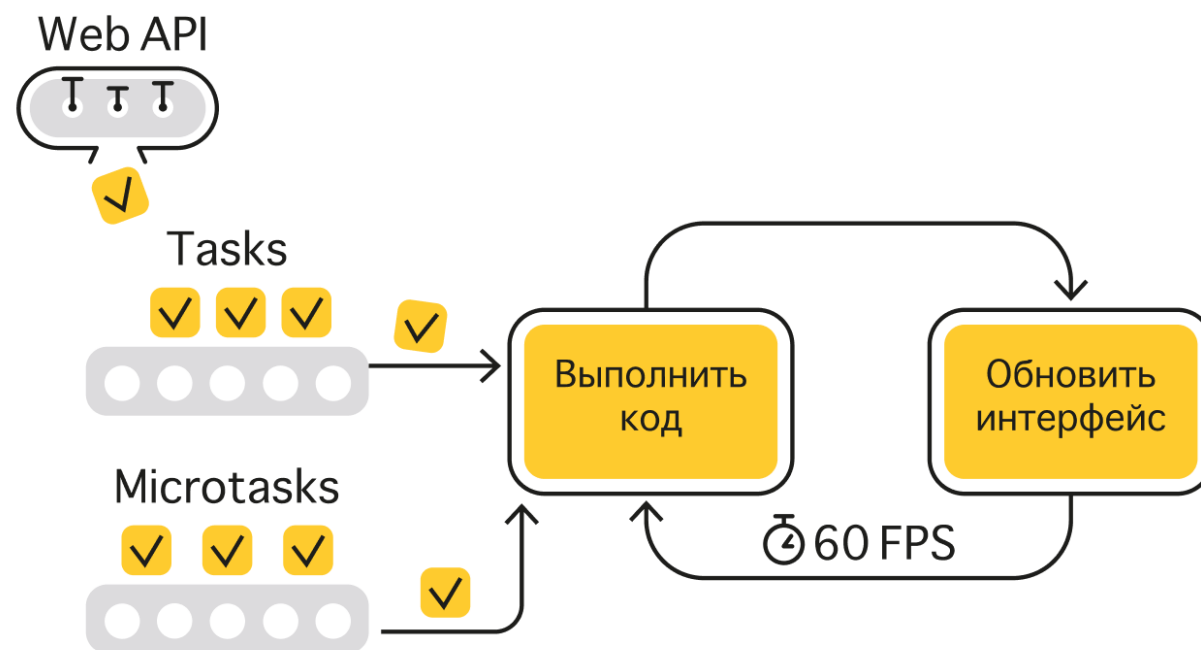 Web API
Tasks
Выполнить
код
Обновить
интерфейс
Microtasks
60 FPS